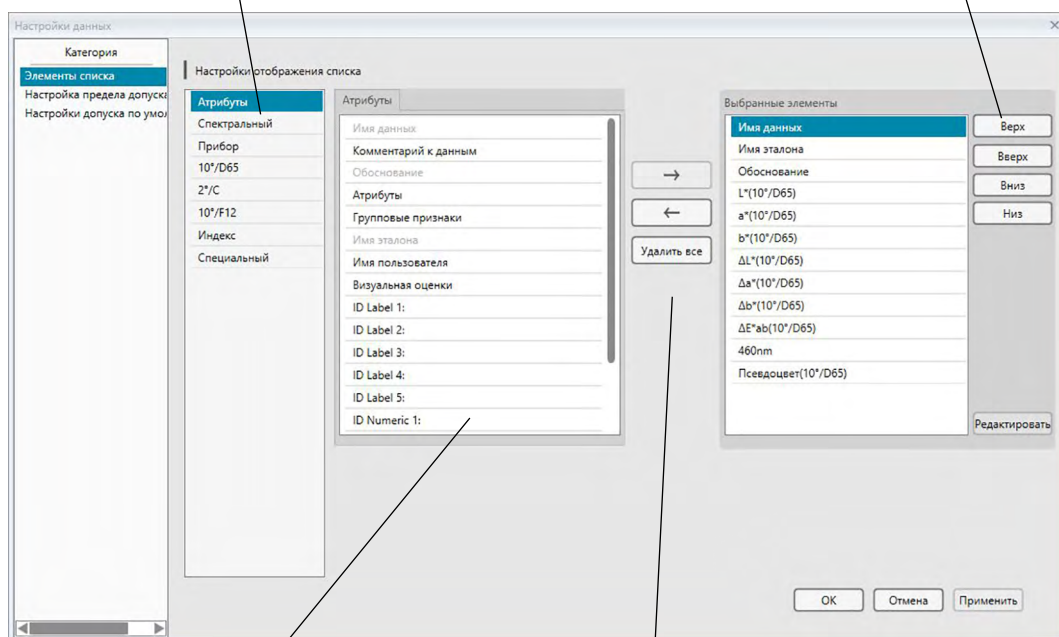 Настройки данных
Категория
Элементы списка
Настройка предела допуска
Настройки допуска по умол
Настройки отображения списка
Атрибуты
Спектральный
Прибор
10°/D65
2°/C
10°/F12
Индекс
Специальный
Атрибуты
Имя данных
Комментарий к данным
Обоснование
Атрибуты
Групповые признаки
Имя эталона
Имя пользователя
Визуальная оценки
ID Label 1:
ID Label 2:
ID Label 3:
ID Label 4:
ID Label 5:
ID Numeric 1:
→
←
Удалить все
Выбранные элементы
Имя данных
Имя эталона
Обоснование
L*(10°/D65)
a*(10°/D65)
b*(10°/D65)
ΔL*(10°/D65)
Δa*(10°/D65)
Δb*(10°/D65)
ΔE*ab(10°/D65)
460nm
Псевдоцвет(10°/D65)
Верх
Вверх
Вниз
Низ
Редактировать
OK
Отмена
Применить